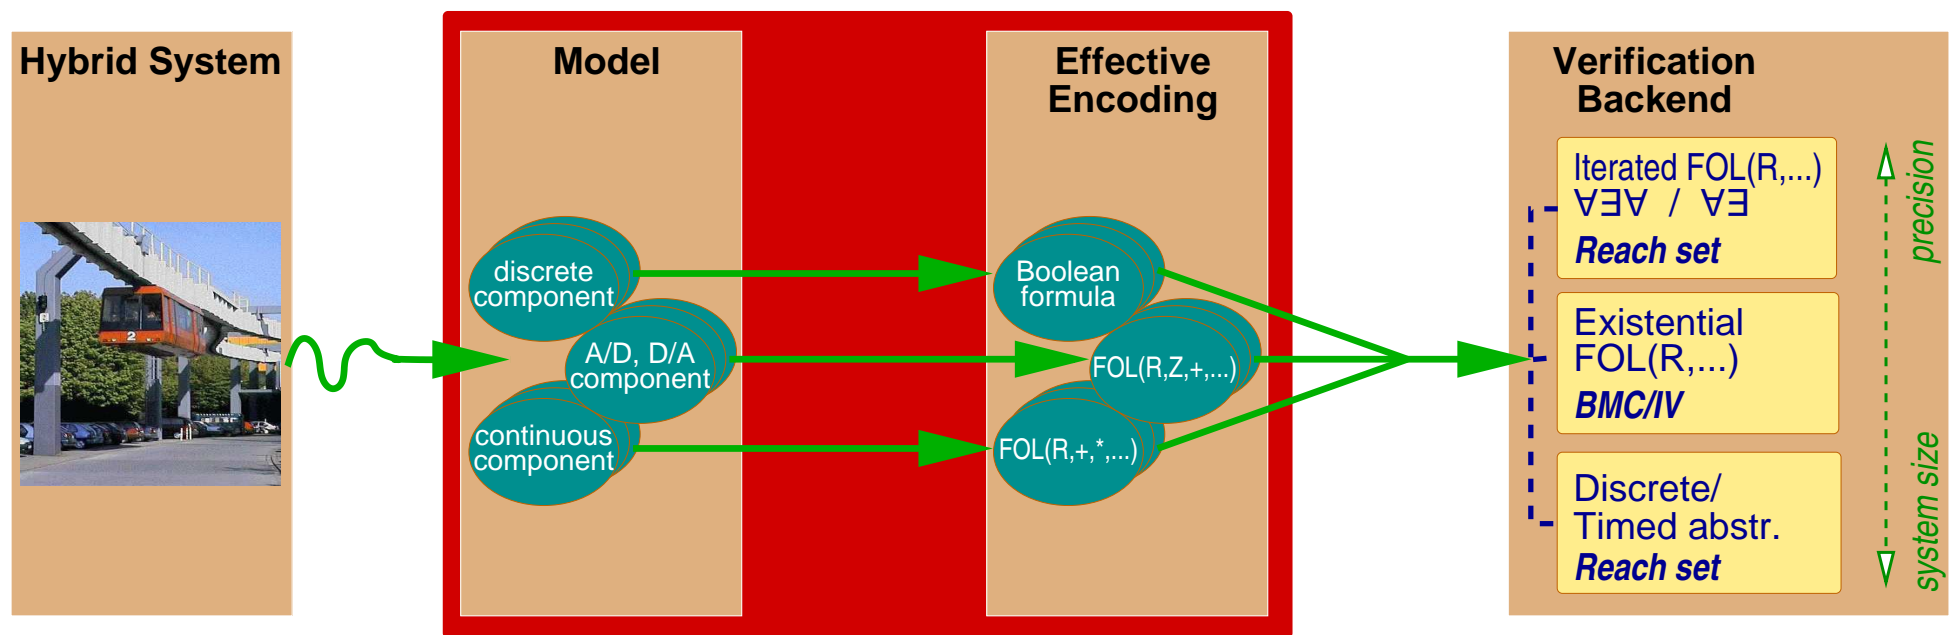 Hybrid System
2
Model
discrete
component
A/D, D/A
component
continuous
component
Effective
Encoding
Boolean
formula
FOL(R,Z,+,...)
FOL(R,+,*,...)
Verification
Backend
Iterated FOL(R,...)
∀∃∀ / ∀∃
Reach set
Existential
FOL(R,...)
BMC/IV
Discrete/
Timed abstr.
Reach set
precision
system size